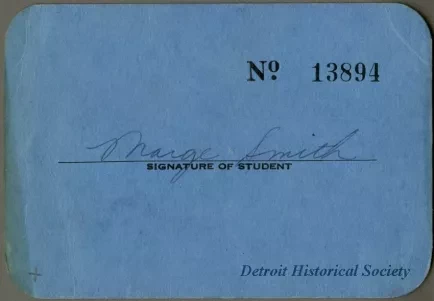 Nº 13894
Marge Smith
SIGNATURE OF STUDENT
Detroit Historical Society